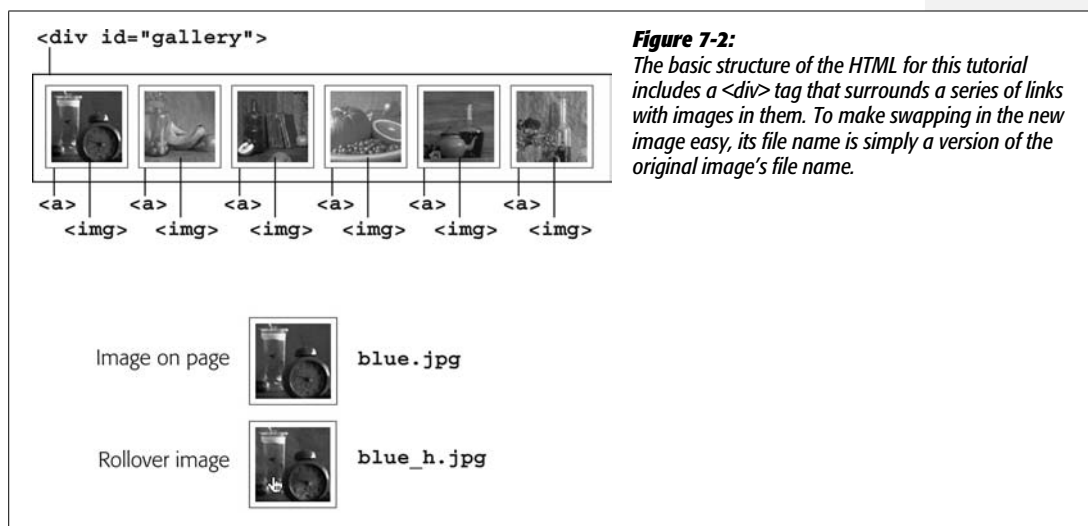 <div id="gallery">
<a> <a> <a> <a> <a> <a>
<img> <img> <img> <img> <img> <img>
Image on page blue.jpg
Rollover image blue_h.jpg
Figure 7-2:
The basic structure of the HTML for this tutorial
includes a <div> tag that surrounds a series of links
with images in them. To make swapping in the new
image easy, its file name is simply a version of the
original image's file name.